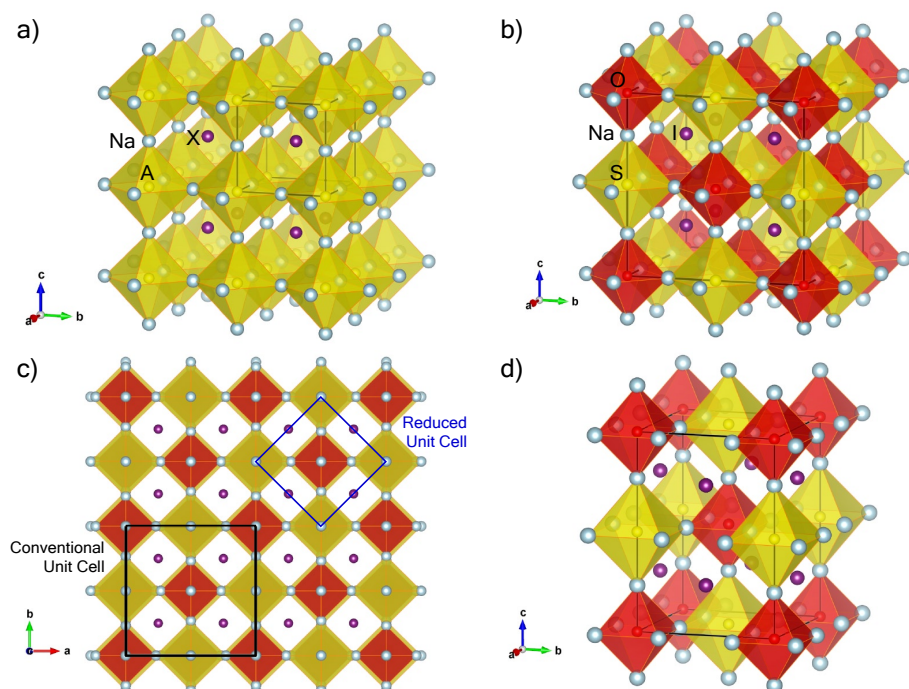 a)
Na
X
A
c
a
b
b)
O
Na
I
S
c
a
b
c)
Reduced
Unit Cell
Conventional
Unit Cell
b
a
d)
c
a
b